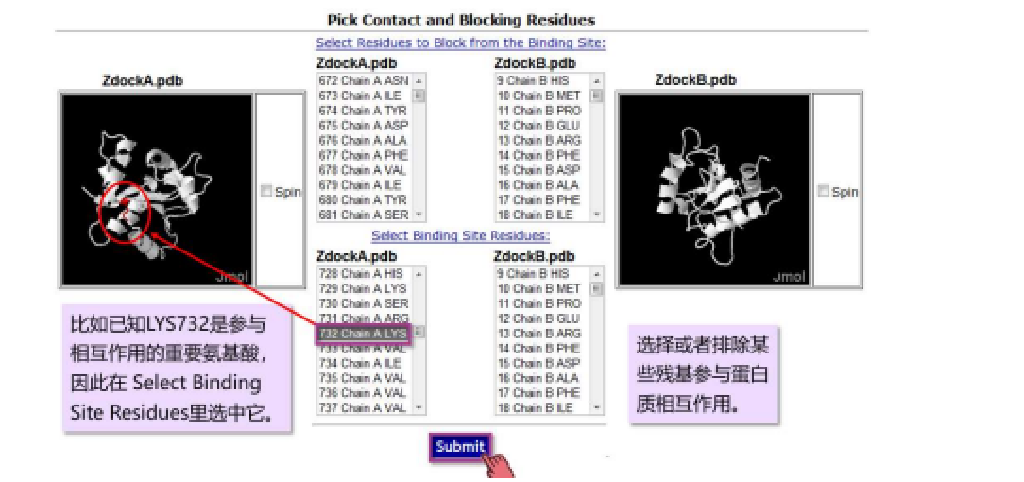 Pick Contact and Blocking Residues
Select Residues to Block from the Binding Site:
ZdockA.pdb
ZdockB.pdb
ZdockA.pdb
672 Chain A ASN
673 Chain A ILE
674 Chain A TYR
675 Chain A ASP
676 Chain A ALA
677 Chain A PHE
678 Chain A VAL
679 Chain A ILE
680 Chain A TYR
681 Chain A SER
9 Chain B HIS
10 Chain B MET
11 Chain B PRO
12 Chain B GLU
13 Chain B ARG
14 Chain B PHE
15 Chain B ASP
16 Chain B ALA
17 Chain B PHE
18 Chain B ILE
ZdockB.pdb
Spin
Jmol
Spin
Jmol
Select Binding Site Residues:
ZdockA.pdb
ZdockB.pdb
728 Chain A HIS
729 Chain A LYS
730 Chain A SER
731 Chain A ARG
732 Chain A LYS
733 Chain A VAL
734 Chain A ILE
735 Chain A VAL
736 Chain A VAL
737 Chain A VAL
9 Chain B HIS
10 Chain B MET
11 Chain B PRO
12 Chain B GLU
13 Chain B ARG
14 Chain B PHE
15 Chain B ASP
16 Chain B ALA
17 Chain B PHE
18 Chain B ILE
比如已知LYS732是参与
相互作用的重要氨基酸，
因此在 Select Binding
Site Residues里选中它。
选择或者排除某
些残基参与蛋白
质相互作用。
Submit